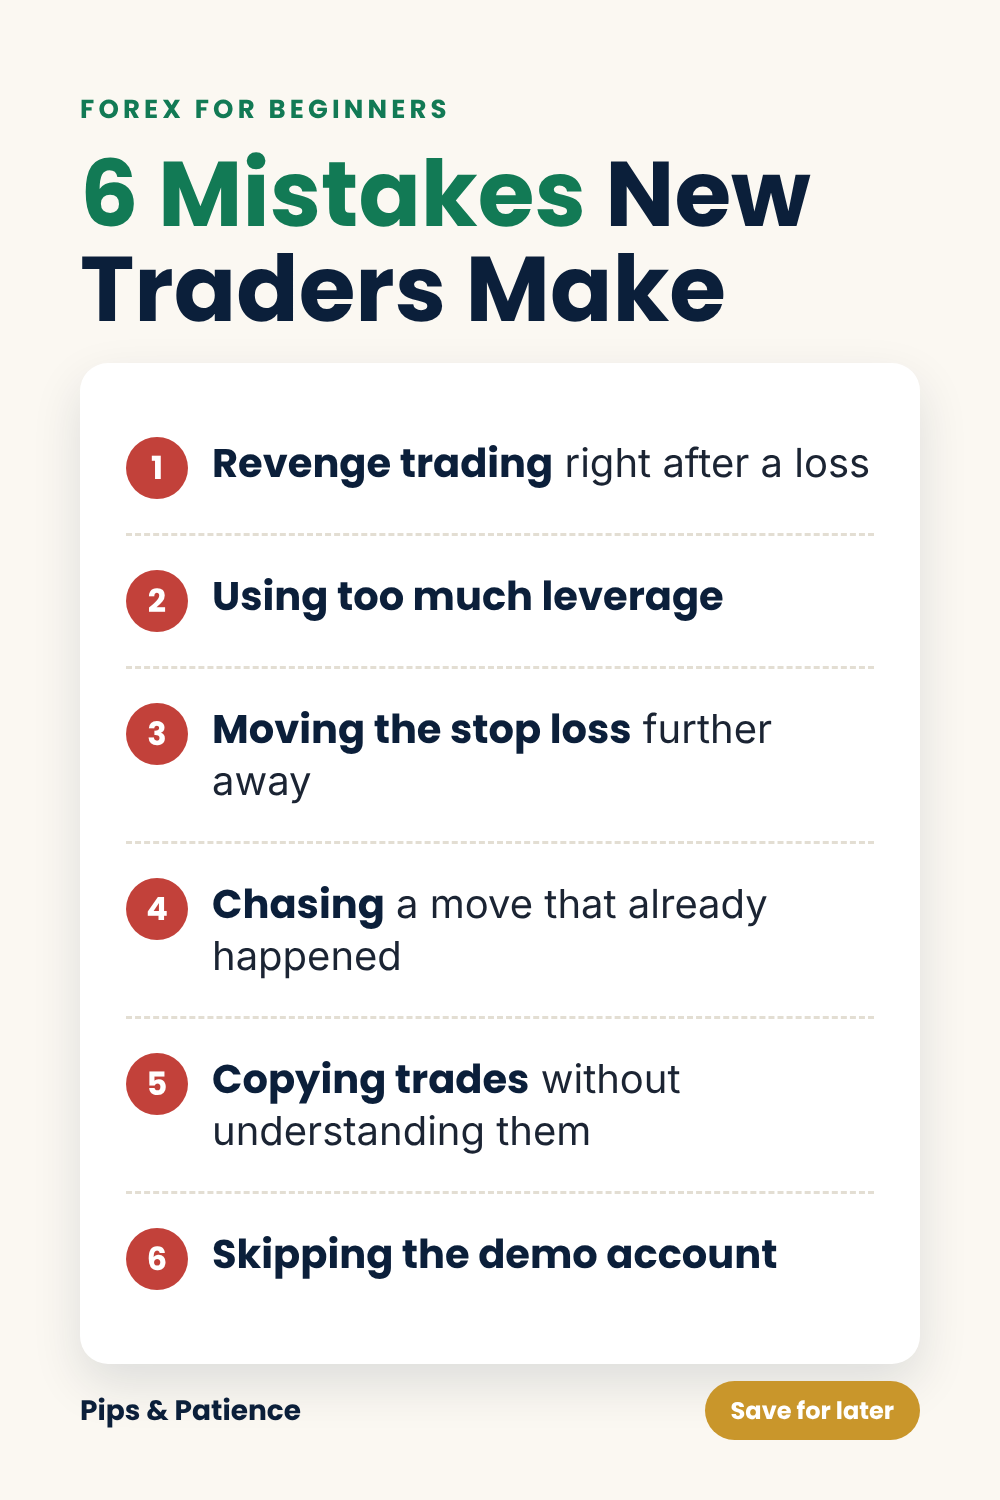 FOREX FOR BEGINNERS
6 Mistakes New
Traders Make
1 Revenge trading right after a loss
2 Using too much leverage
3 Moving the stop loss further
away
4 Chasing a move that already
happened
5 Copying trades without
understanding them
6 Skipping the demo account
Pips & Patience
Save for later